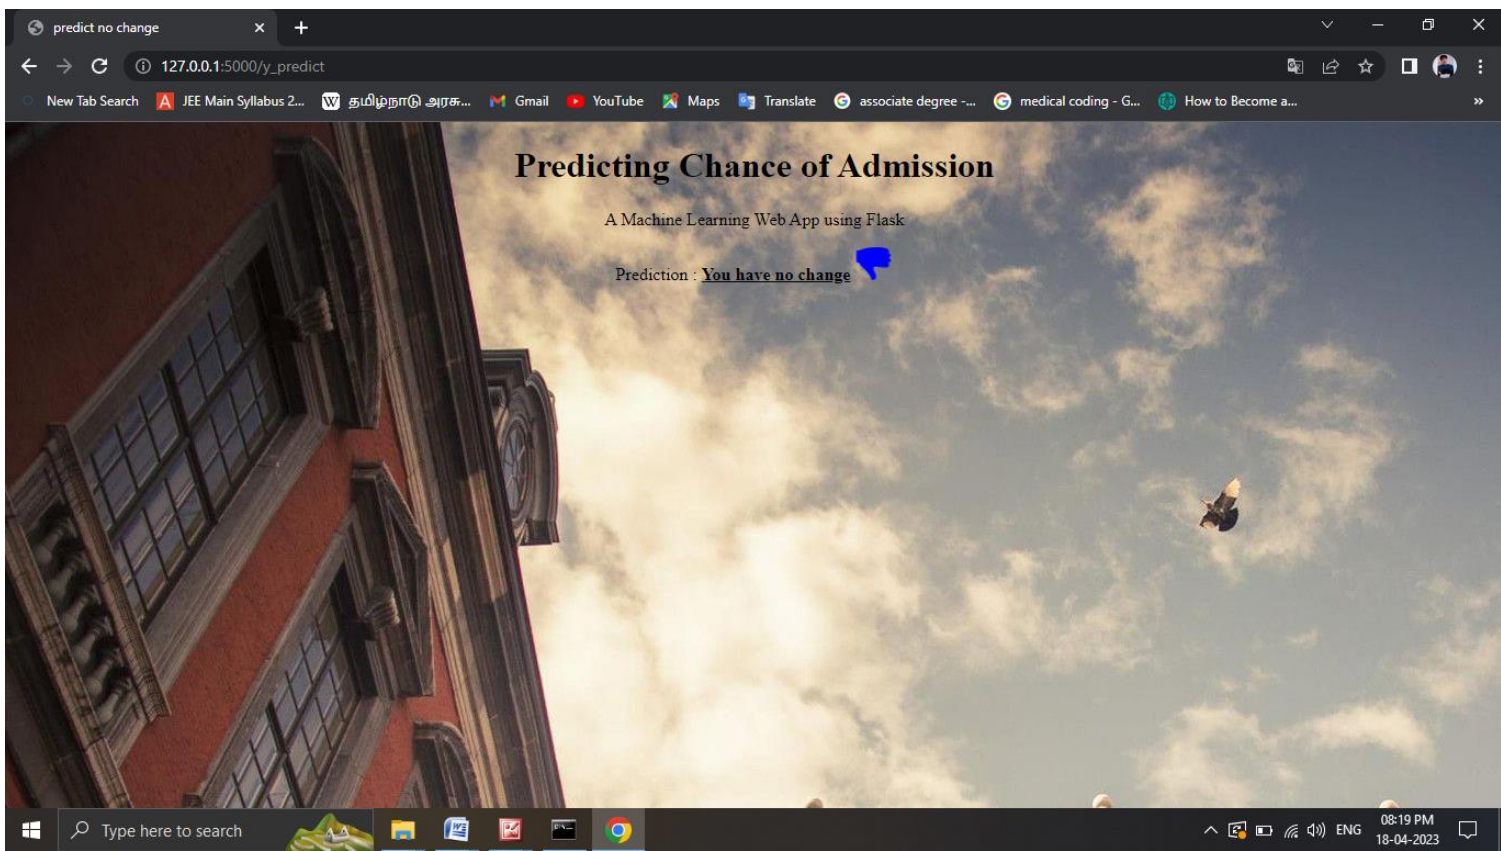 predict no change
127.0.0.1:5000/y_predict
New Tab Search JEE Main Syllabus 2... தமிழ்நாடு அரசு... Gmail YouTube Maps Translate associate degree -... medical coding - G... How to Become a... »
Predicting Chance of Admission
A Machine Learning Web App using Flask
Prediction : You have no change
Type here to search
ENG
08:19 PM
18-04-2023